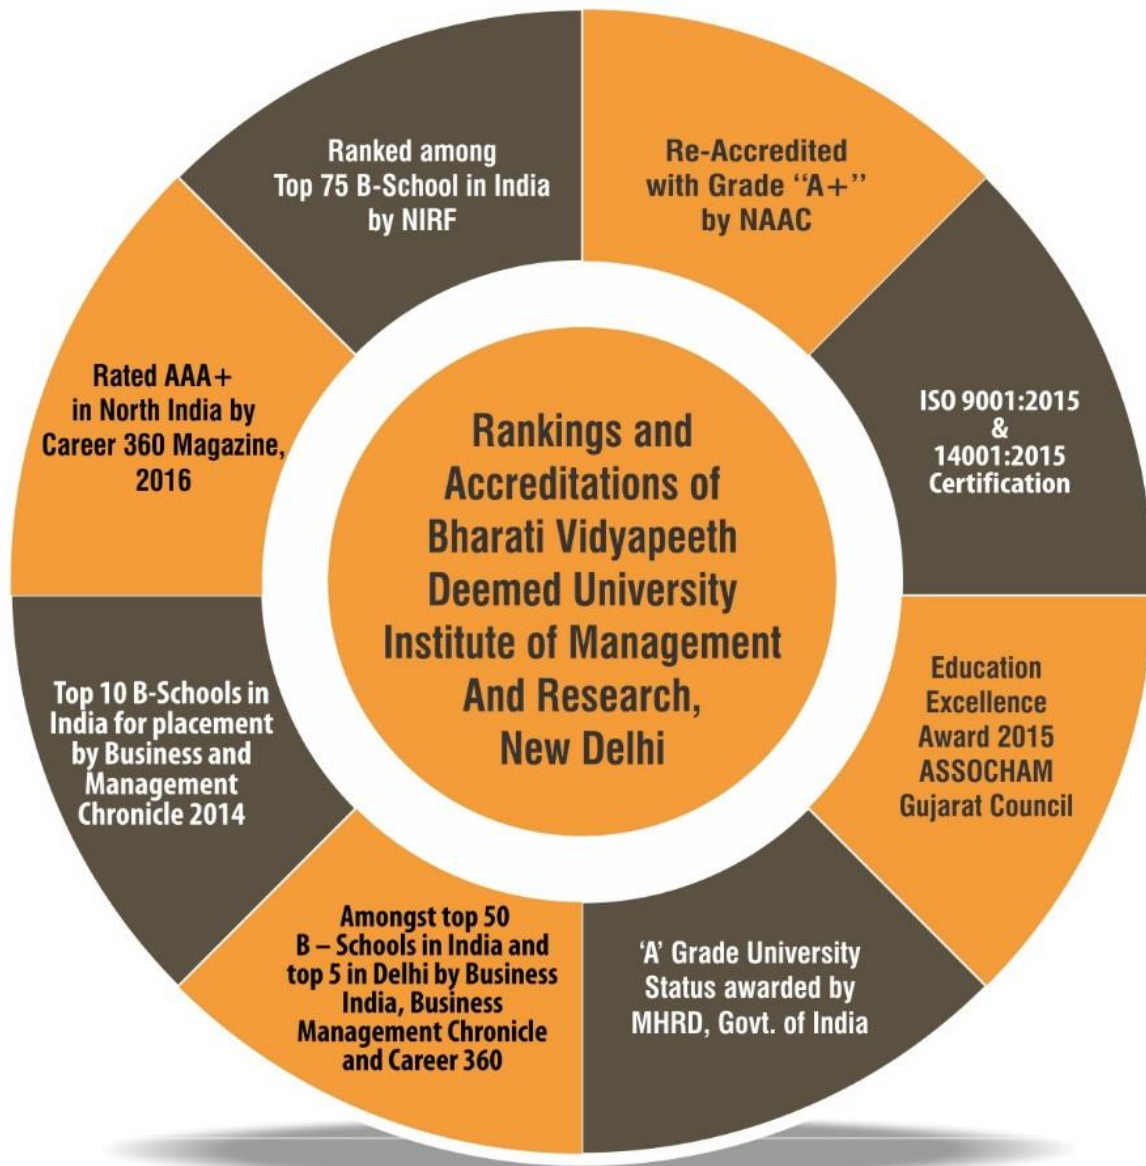 Rankings and
Accreditations of
Bharati Vidyapeeth
Deemed University
Institute of Management
And Research,
New Delhi
Re-Accredited
with Grade “A+”
by NAAC
ISO 9001:2015
&
14001:2015
Certification
Education
Excellence
Award 2015
ASSOCHAM
Gujarat Council
‘A’ Grade University
Status awarded by
MHRD, Govt. of India
Amongst top 50
B – Schools in India and
top 5 in Delhi by Business
India, Business
Management Chronicle
and Career 360
Top 10 B-Schools in
India for placement
by Business and
Management
Chronicle 2014
Rated AAA+
in North India by
Career 360 Magazine,
2016
Ranked among
Top 75 B-School in India
by NIRF